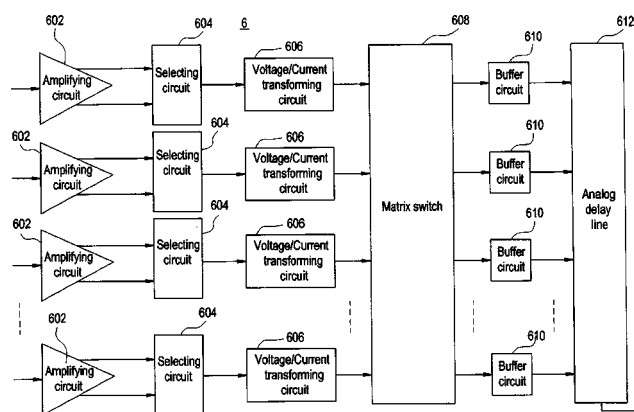 602
604
6
606
608
610
612
Amplifying
circuit
Selecting
circuit
Voltage/Current
transforming
circuit
Buffer
circuit
602
604
606
610
Amplifying
circuit
Selecting
circuit
Voltage/Current
transforming
circuit
Matrix switch
Buffer
circuit
Analog
delay
line
602
604
606
610
Amplifying
circuit
Selecting
circuit
Voltage/Current
transforming
circuit
Buffer
circuit
602
604
606
610
Amplifying
circuit
Selecting
circuit
Voltage/Current
transforming
circuit
Buffer
circuit